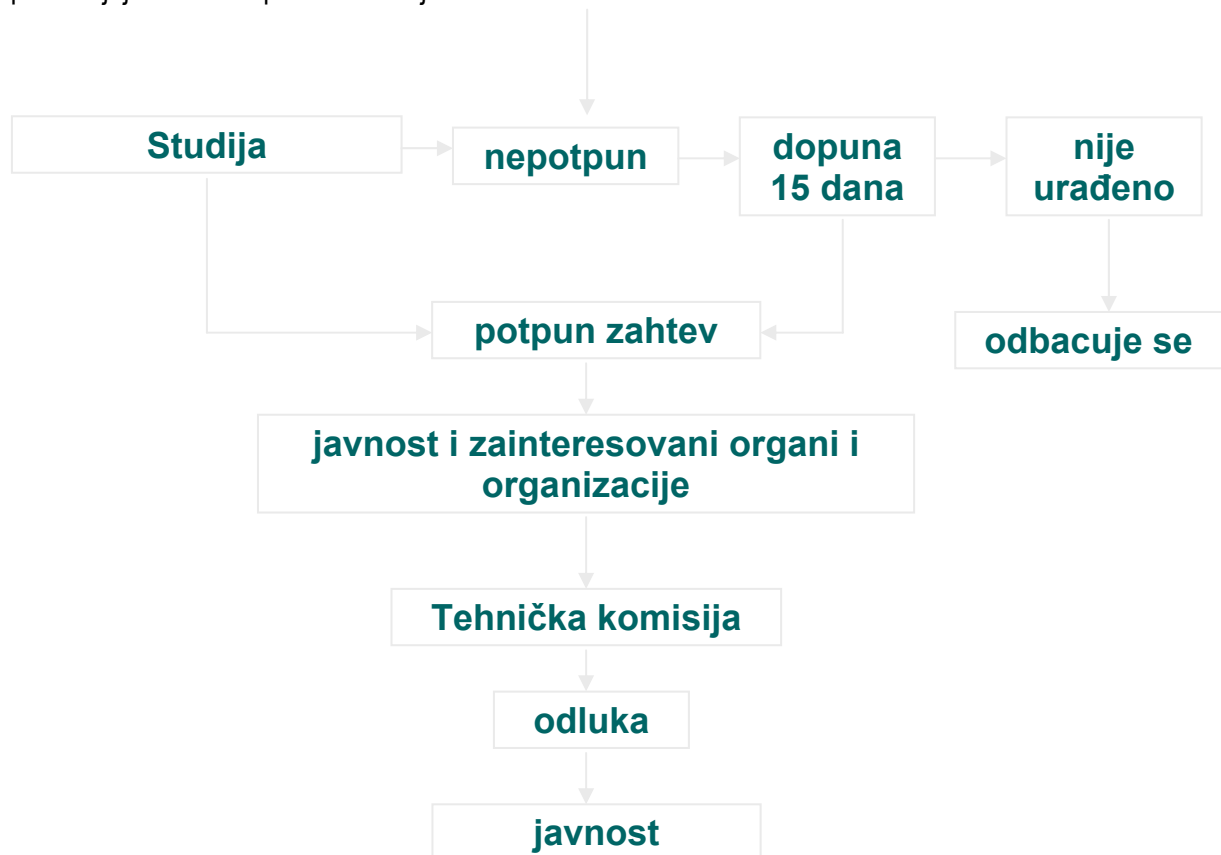 Studija
nepotpun
dopuna
15 dana
nije
urađeno
potpun zahtev
odbacuje se
javnost i zainteresovani organi i
organizacije
Tehnička komisija
odluka
javnost